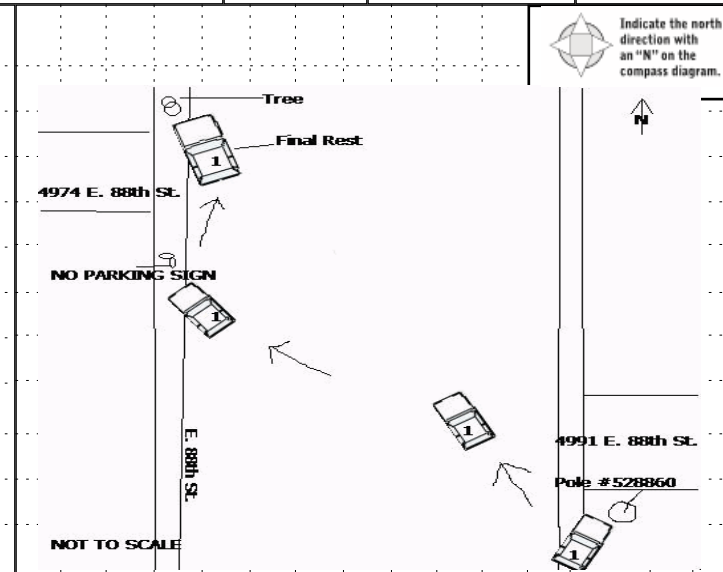 Indicate the north
direction with
an "N" on the
compass diagram.
Tree
N
Final Rest
1
4974 E. 88th St.
NO PARKING SIGN
1
1
E. 88th St.
4991 E. 88th St.
Pole #528860
NOT TO SCALE
1